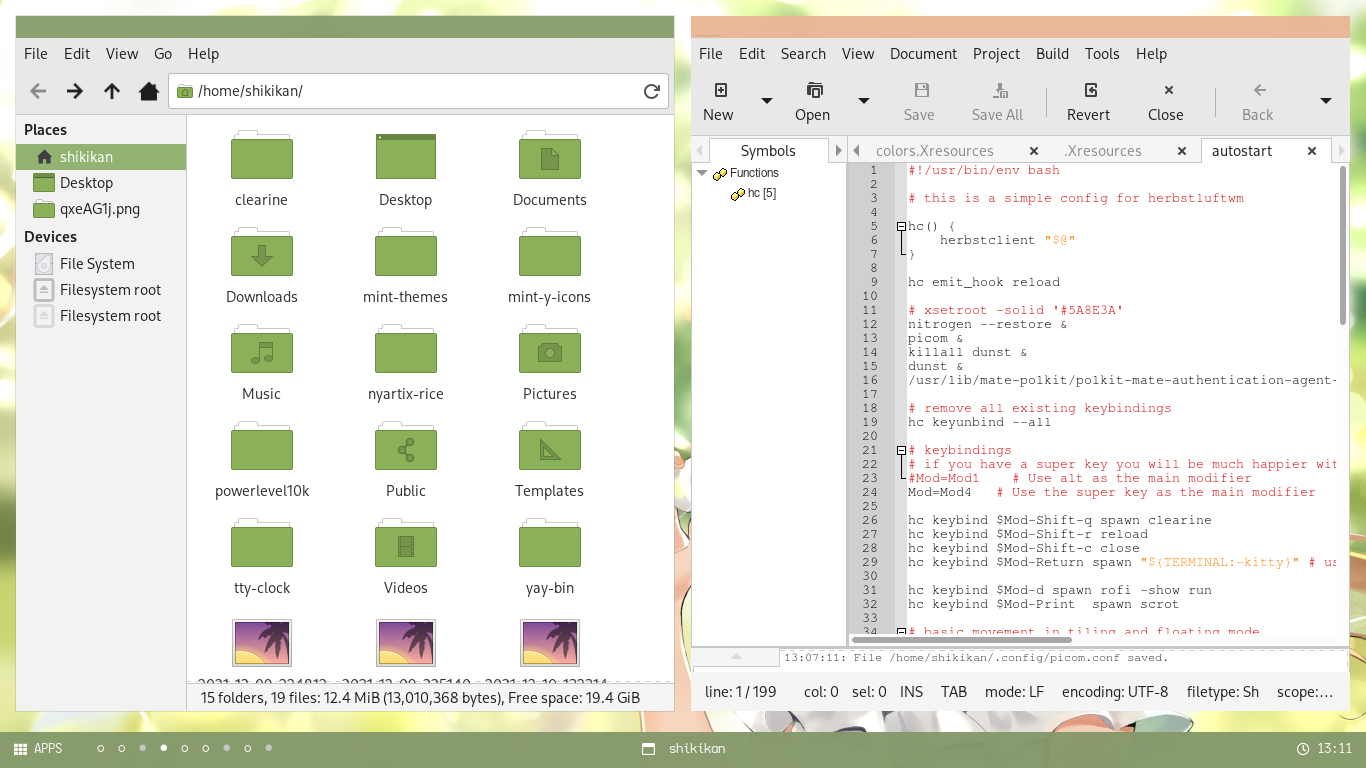 File Edit View Go Help
/home/shikikan/
Places
shikikan
Desktop
qxeAG1j.png
Devices
File System
Filesystem root
Filesystem root
clearine Desktop Documents
Downloads mint-themes mint-y-icons
Music nyartix-rice Pictures
powerlevel10k Public Templates
tty-clock Videos yay-bin
15 folders, 19 files: 12.4 MiB (13,010,368 bytes), Free space: 19.4 GiB
File Edit Search View Document Project Build Tools Help
New Open Save Save All Revert Close Back
Symbols
Functions
hc [5]
colors.Xresources .Xresources autostart
1 #!/usr/bin/env bash
2
3 # this is a simple config for herbstluftwm
4
5 hc() {
6     herbstclient "$@"
7 }
8
9 hc emit_hook reload
10
11 # xsetroot -solid '#5A8E3A'
12 nitrogen --restore &
13 picom &
14 killall dunst &
15 dunst &
16 /usr/lib/mate-polkit/polkit-mate-authentication-agent-
17
18 # remove all existing keybindings
19 hc keyunbind --all
20
21 # keybindings
22 # if you have a super key you will be much happier wit
23 #Mod=Mod1    # Use alt as the main modifier
24 Mod=Mod4   # Use the super key as the main modifier
25
26 hc keybind $Mod-Shift-q spawn clearine
27 hc keybind $Mod-Shift-r reload
28 hc keybind $Mod-Shift-c close
29 hc keybind $Mod-Return spawn "${TERMINAL:-kitty}" # us
30
31 hc keybind $Mod-d spawn rofi -show run
32 hc keybind $Mod-Print  spawn scrot
33
34 # basic movement in tiling and floating mode
13:07:11: File /home/shikikan/.config/picom.conf saved.
line: 1 / 199 col: 0 sel: 0 INS TAB mode: LF encoding: UTF-8 filetype: Sh scope:...
APPS
shikikan
13:11